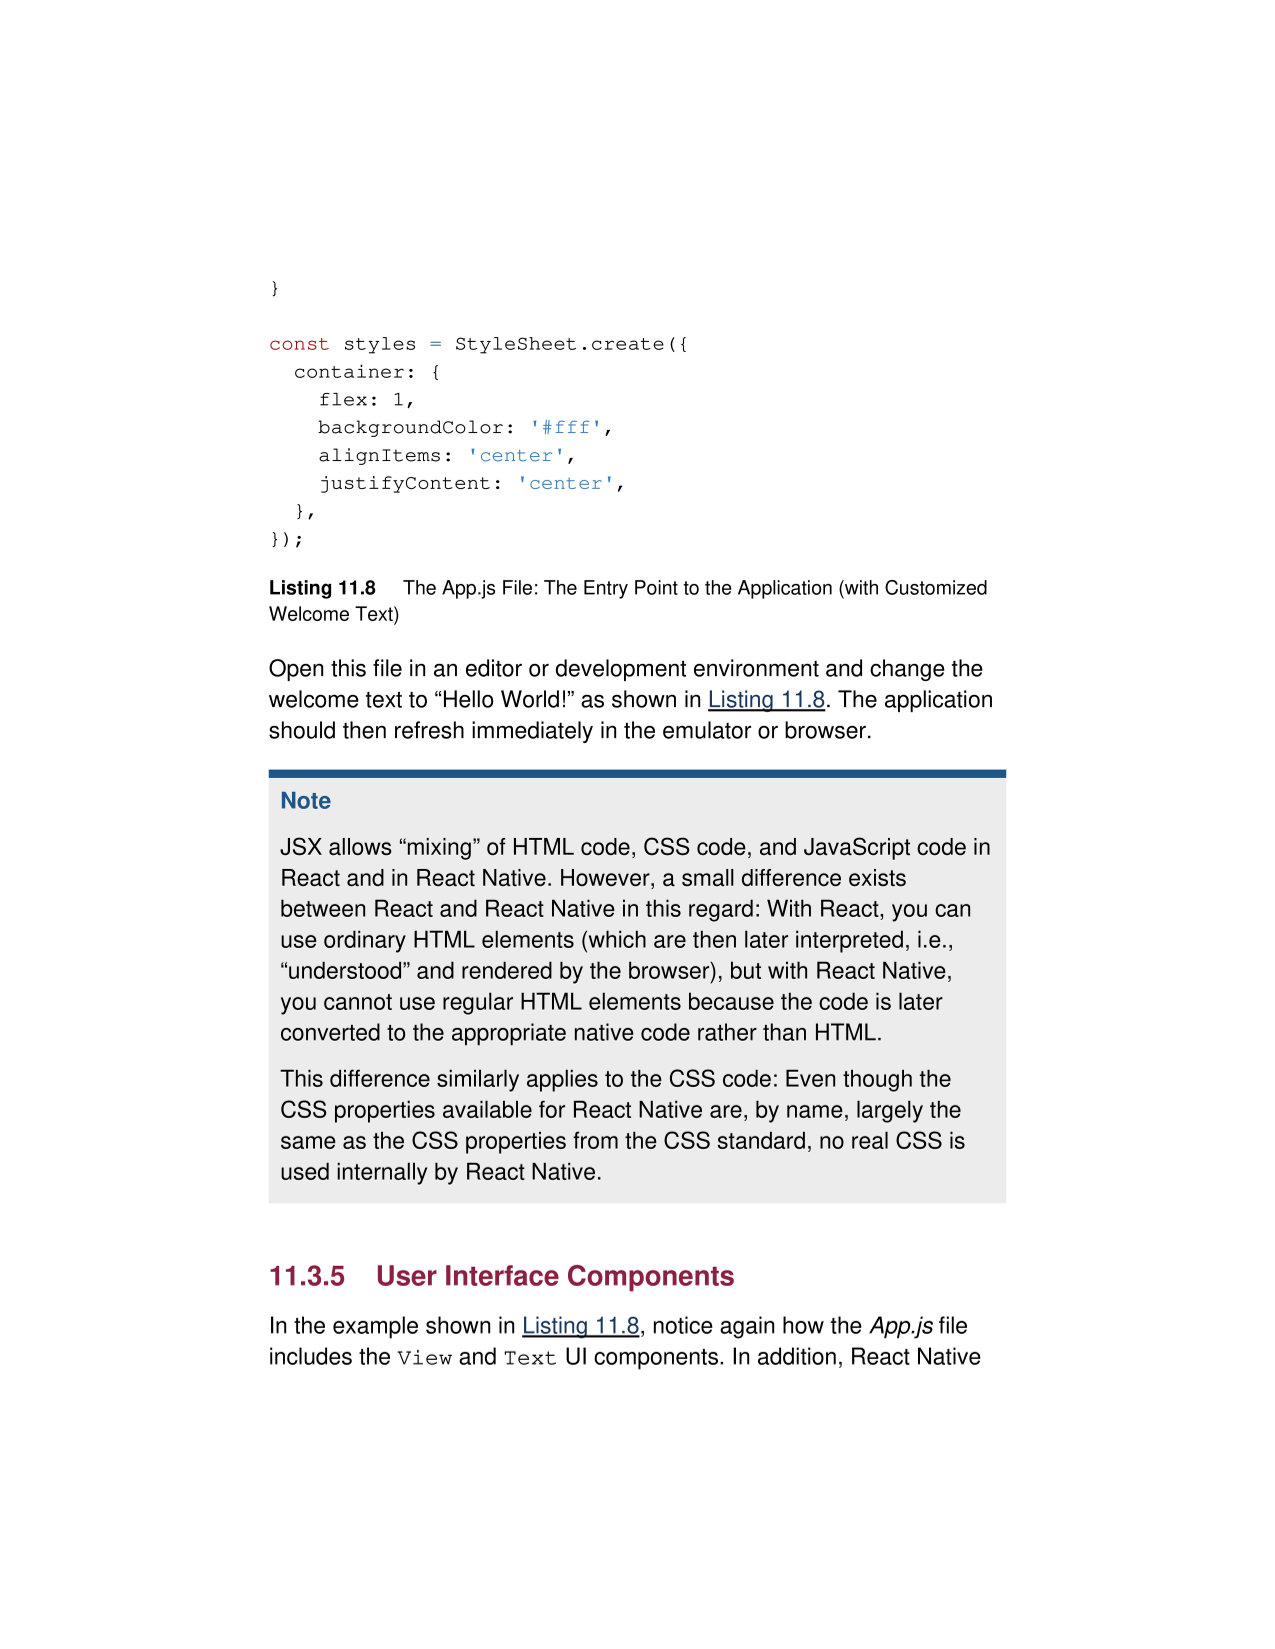 }
const styles = StyleSheet.create({
  container: {
    flex: 1,
    backgroundColor: '#fff',
    alignItems: 'center',
    justifyContent: 'center',
  },
});
Listing 11.8 The App.js File: The Entry Point to the Application (with Customized
Welcome Text)
Open this file in an editor or development environment and change the
welcome text to “Hello World!” as shown in Listing 11.8. The application
should then refresh immediately in the emulator or browser.
Note
JSX allows “mixing” of HTML code, CSS code, and JavaScript code in
React and in React Native. However, a small difference exists
between React and React Native in this regard: With React, you can
use ordinary HTML elements (which are then later interpreted, i.e.,
“understood” and rendered by the browser), but with React Native,
you cannot use regular HTML elements because the code is later
converted to the appropriate native code rather than HTML.
This difference similarly applies to the CSS code: Even though the
CSS properties available for React Native are, by name, largely the
same as the CSS properties from the CSS standard, no real CSS is
used internally by React Native.
11.3.5 User Interface Components
In the example shown in Listing 11.8, notice again how the App.js file
includes the View and Text UI components. In addition, React Native